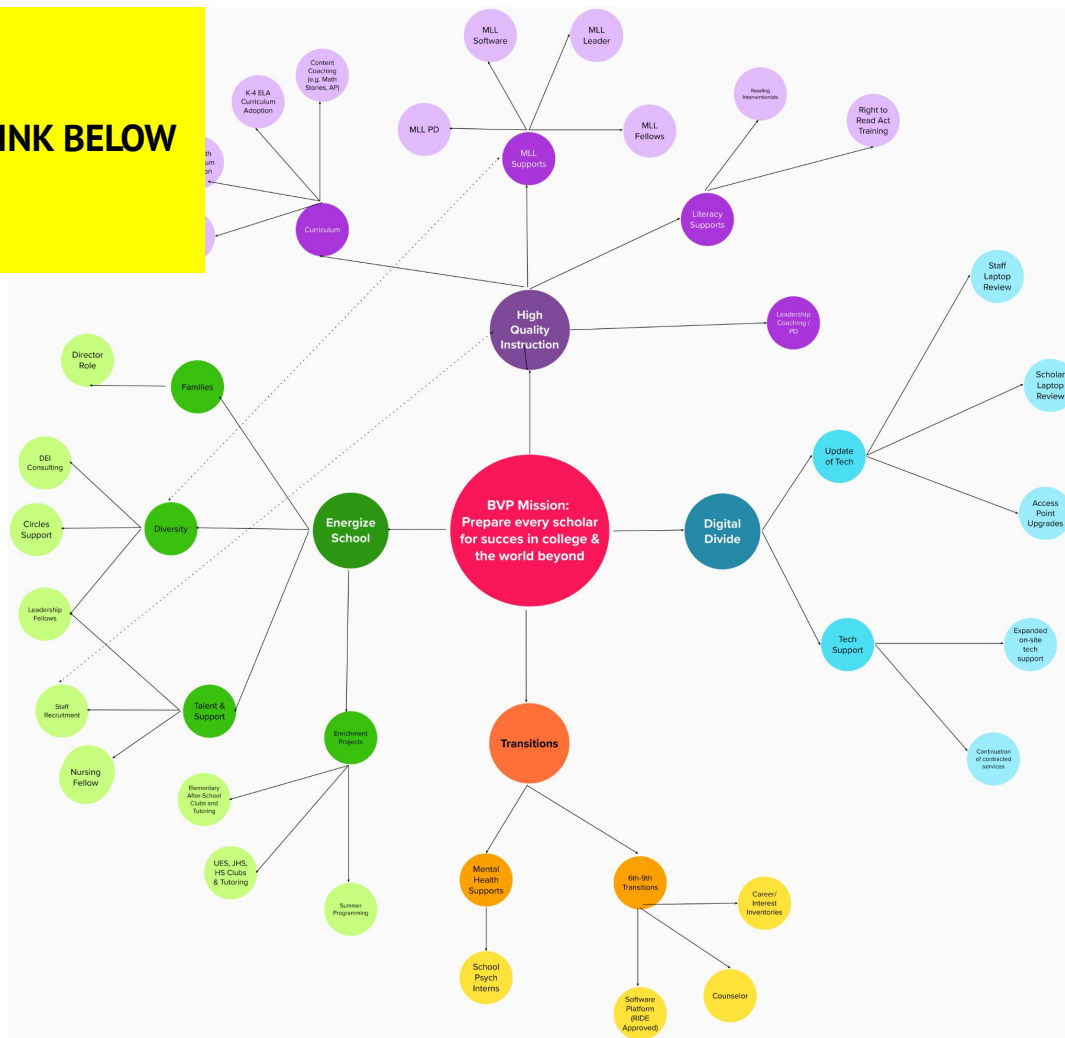 INK BELOW
MLL
Software
MLL
Leader
Content
Coaching
(e.g. Math
Stories, AP)
K-4 ELA
Curriculum
Adoption
MLL PD
MLL
Fellows
Reading
Interventionists
Right to
Read Act
Training
th
um
on
MLL
Supports
Curriculum
Literacy
Supports
High
Quality
Instruction
Leadership
Coaching /
PD
Staff
Laptop
Review
Scholar
Laptop
Review
Update
of Tech
Access
Point
Upgrades
Director
Role
Families
DEI
Consulting
Circles
Support
Diversity
Leadership
Fellows
Energize
School
BVP Mission:
Prepare every scholar
for succes in college &
the world beyond
Digital
Divide
Tech
Support
Expanded
on-site
tech
support
Continuation
of contracted
services
Staff
Recruitment
Talent &
Support
Nursing
Fellow
Enrichment
Projects
Elementary
After-School
Clubs and
Tutoring
UES, JHS,
HS Clubs
& Tutoring
Summer
Programming
Transitions
Mental
Health
Supports
6th-9th
Transitions
Career/
Interest
Inventories
School
Psych
Interns
Software
Platform
(RIDE
Approved)
Counselor